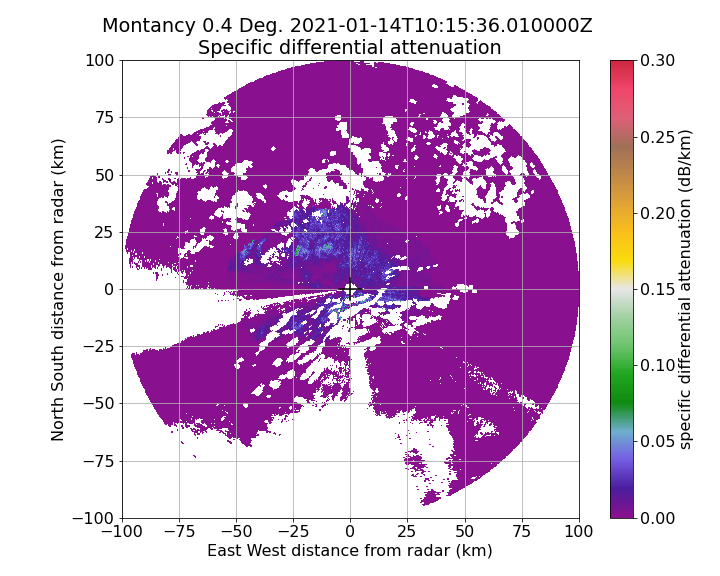 Montancy 0.4 Deg. 2021-01-14T10:15:36.010000Z
Specific differential attenuation
100
75
50
25
0
−25
−50
−75
−100
North South distance from radar (km)
−100 −75 −50 −25 0 25 50 75 100
East West distance from radar (km)
0.30
0.25
0.20
0.15
0.10
0.05
0.00
specific differential attenuation (dB/km)